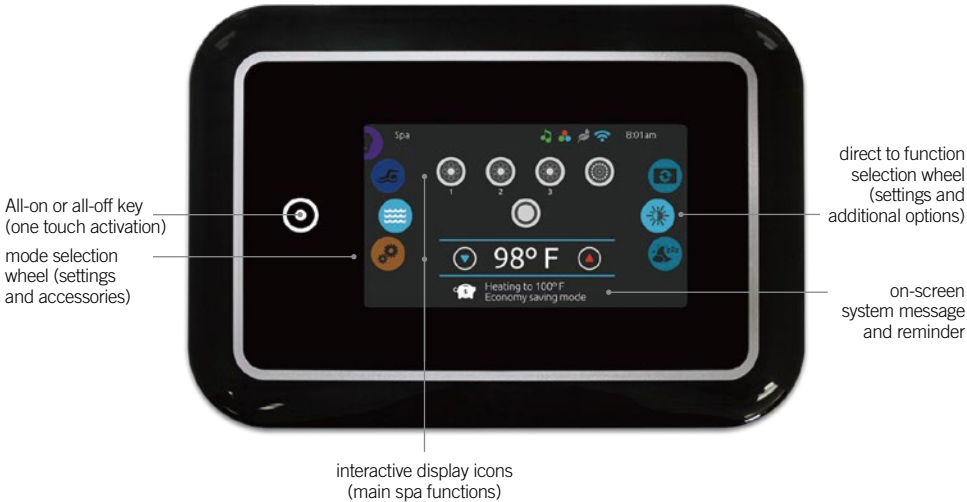 Spa
8:01am
1
2
3
98° F
Heating to 100°F
Economy saving mode
All-on or all-off key
(one touch activation)
mode selection
wheel (settings
and accessories)
direct to function
selection wheel
(settings and
additional options)
on-screen
system message
and reminder
interactive display icons
(main spa functions)